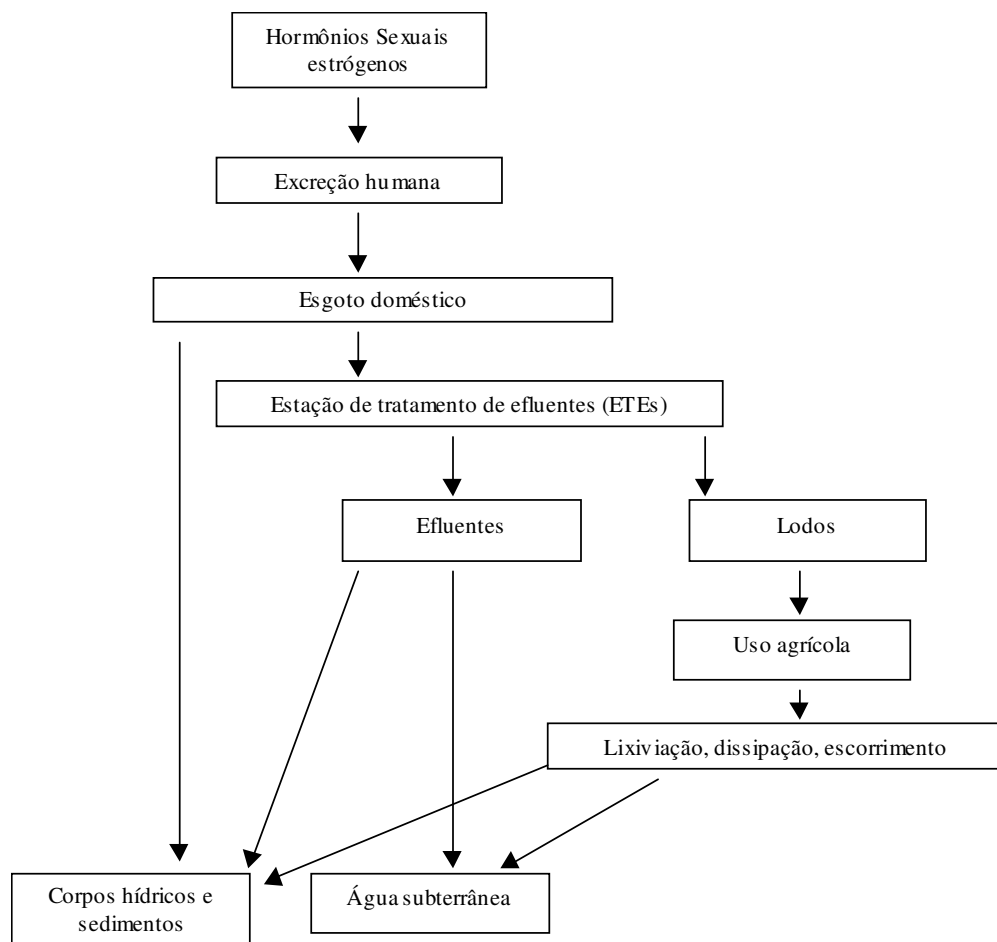 Hormônios Sexuais
estrógenos
Excreção humana
Esgoto doméstico
Estação de tratamento de efluentes (ETEs)
Efluentes
Lodos
Uso agrícola
Lixiviação, dissipação, escorrimento
Corpos hídricos e
sedimentos
Água subterrânea